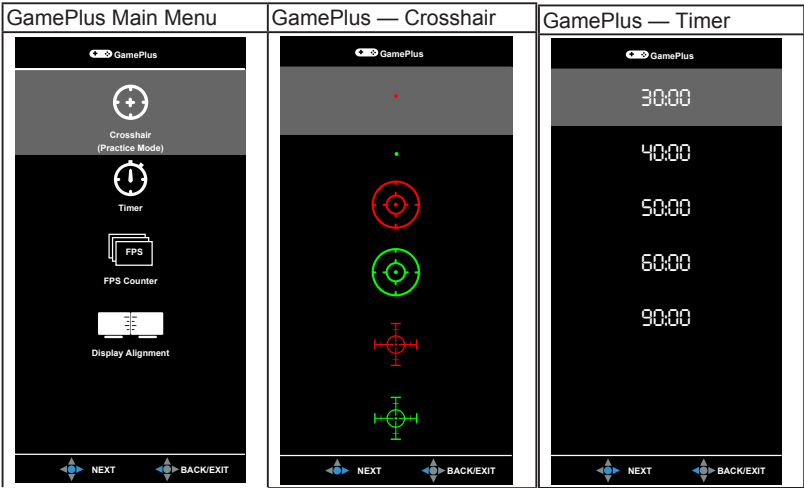 GamePlus Main Menu
GamePlus
Crosshair
(Practice Mode)
Timer
FPS
FPS Counter
Display Alignment
NEXT BACK/EXIT
GamePlus — Crosshair
GamePlus
NEXT BACK/EXIT
GamePlus — Timer
GamePlus
30:00
40:00
50:00
60:00
90:00
NEXT BACK/EXIT